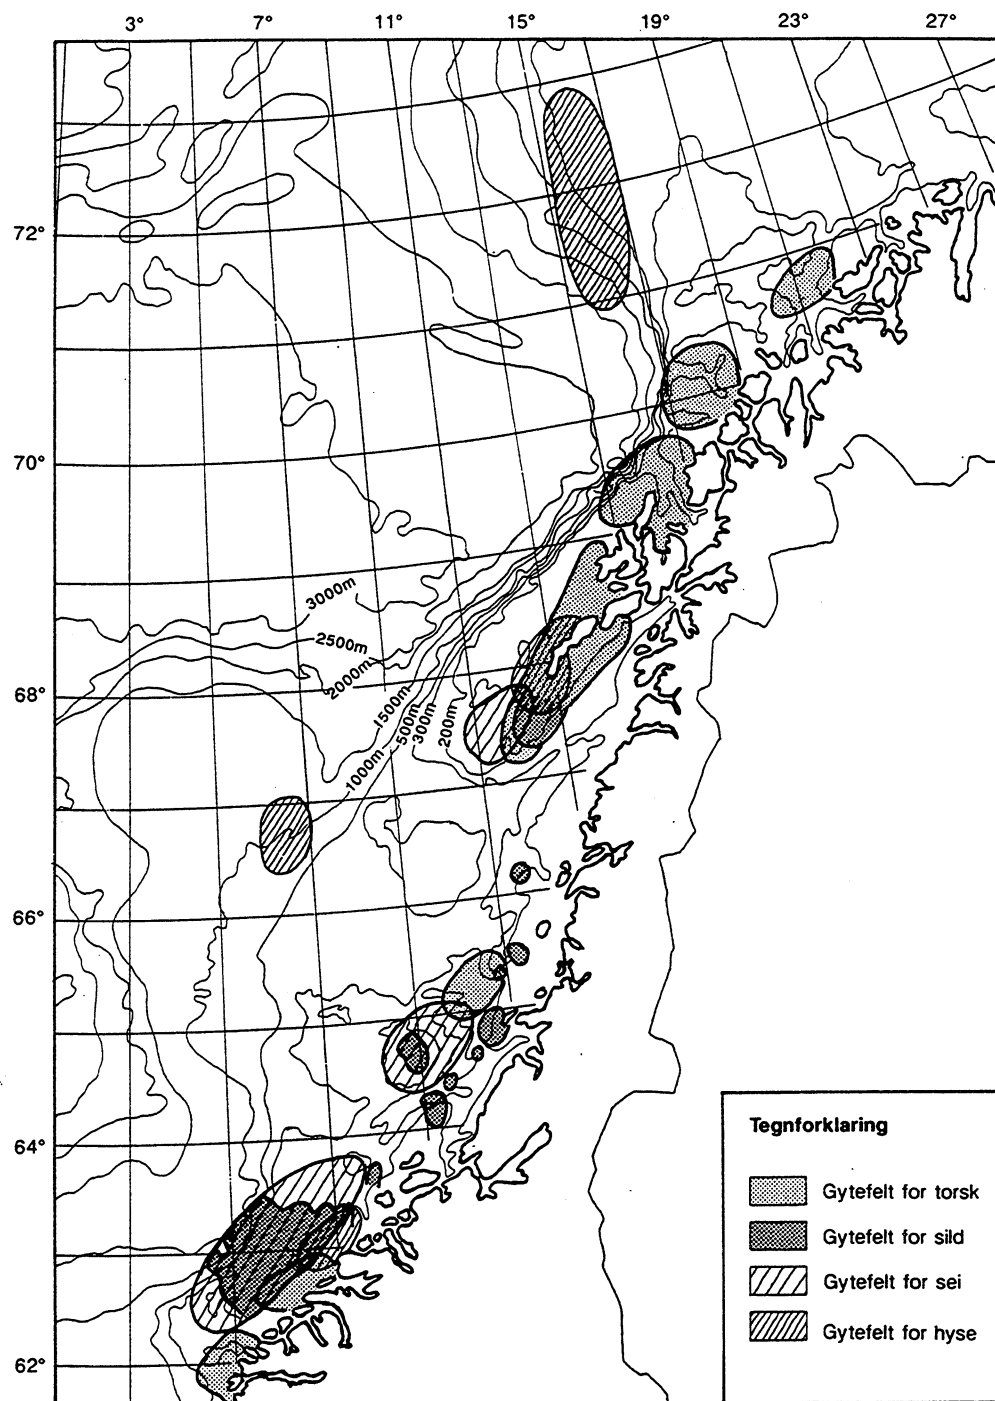 3° 7° 11° 15° 19° 23° 27°
72°
70°
3000m
2500m
2000m
68°
1500m
500m
300m
200m
1000m
66°
64°
62°
Tegnforklaring
Gytefelt for torsk
Gytefelt for sild
Gytefelt for sei
Gytefelt for hyse